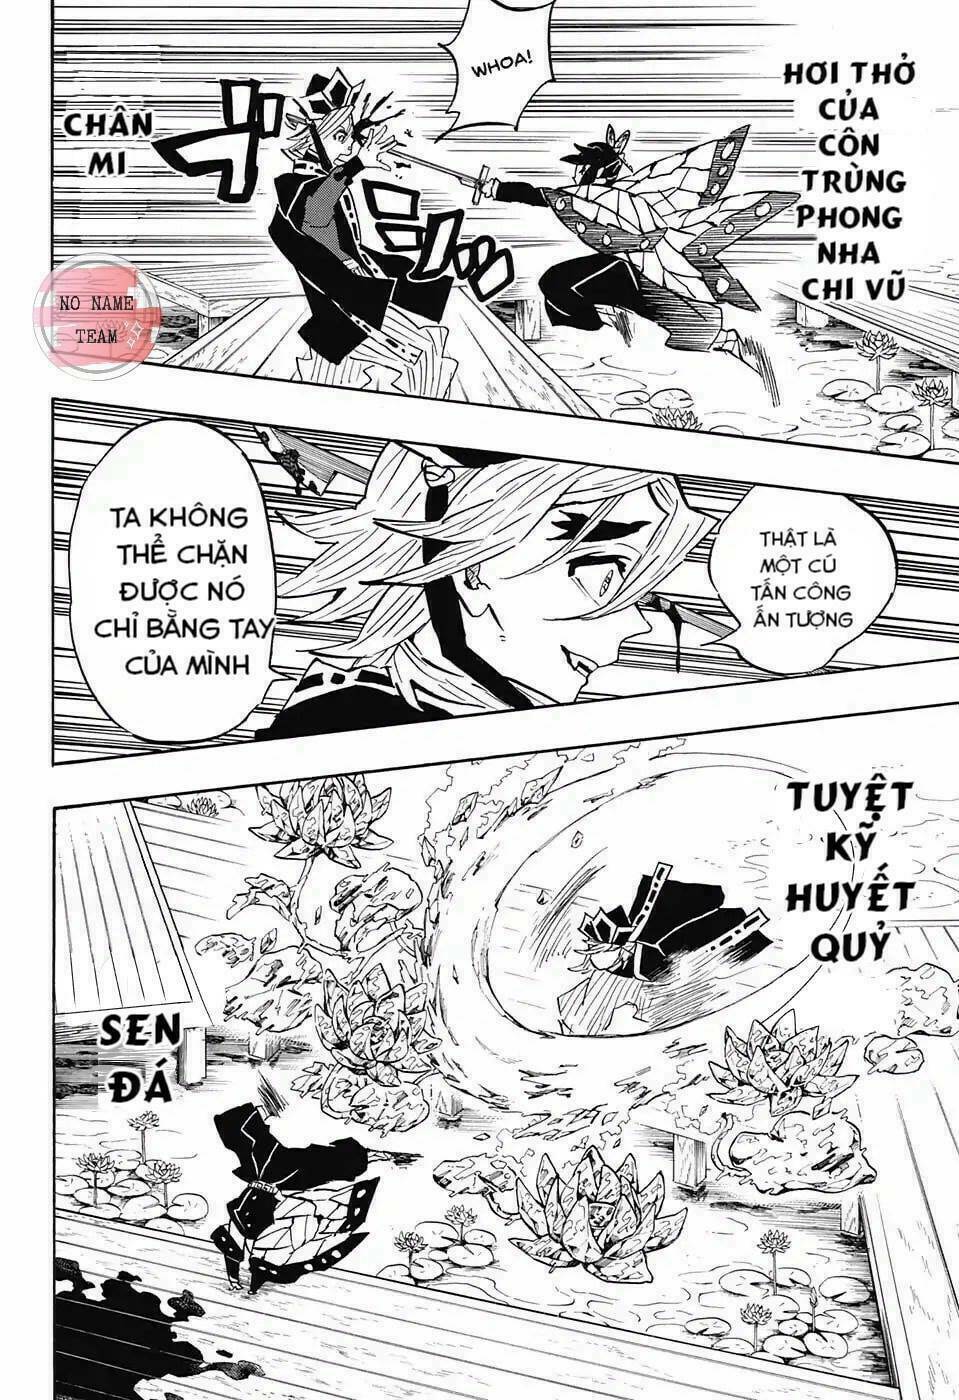 WHOA!
HƠI THỞ
CỦA
CÔN
TRÙNG
PHONG
NHA
CHI VŨ
CHÂN
MI
NO NAME
TEAM
THẬT LÀ
MỘT CÚ
TẤN CÔNG
ẤN TƯỢNG
TA KHÔNG
THỂ CHẶN
ĐƯỢC NÓ
CHỈ BẰNG TAY
CỦA MÌNH
TUYỆT
KỸ
HUYẾT
QUỶ
SEN
ĐÁ